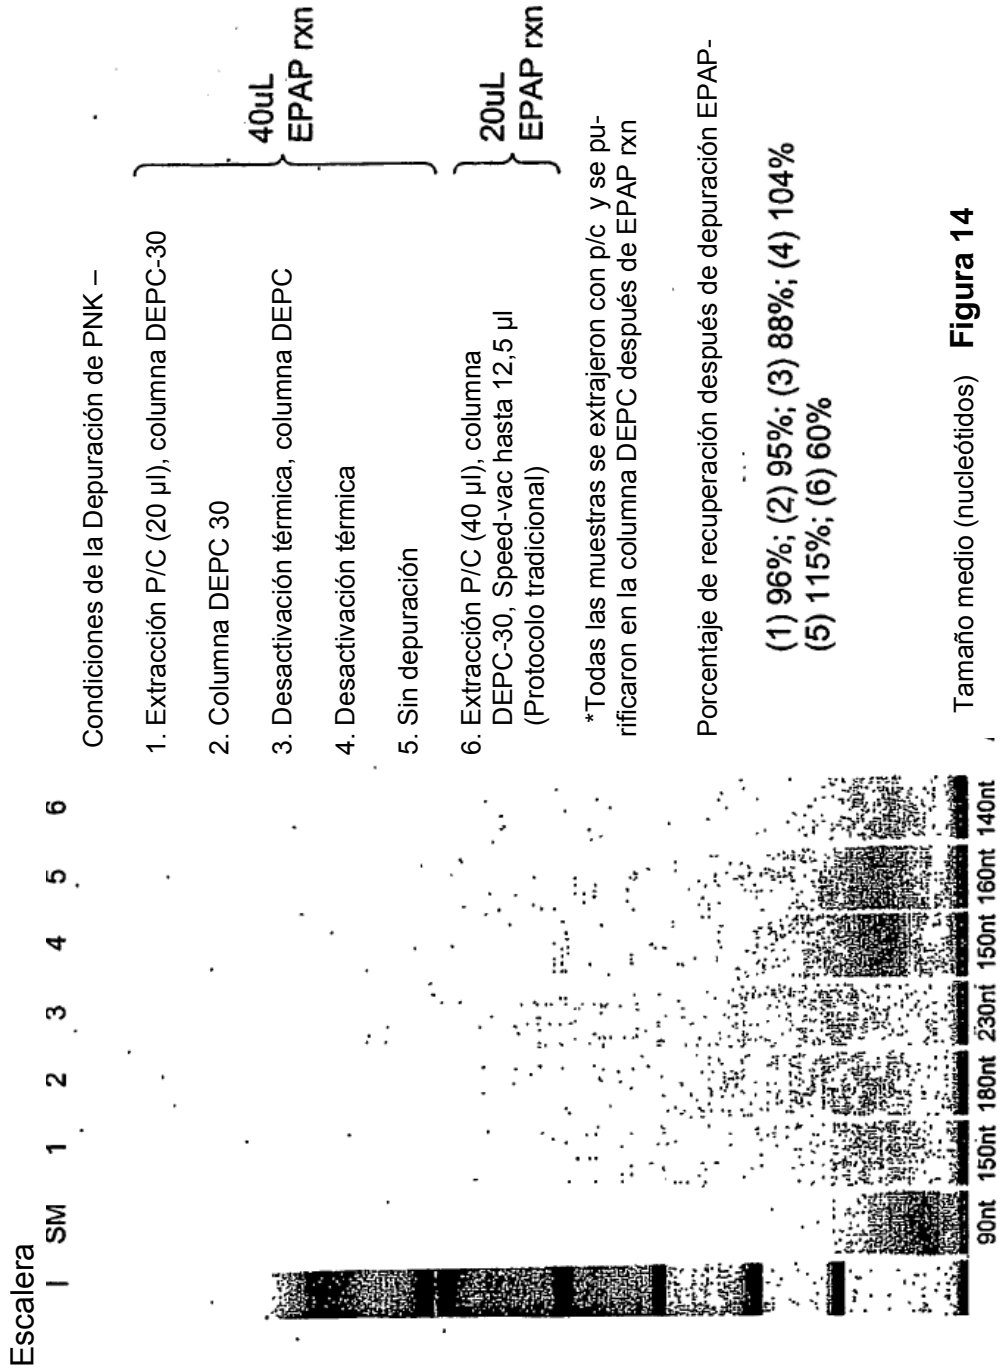 Escalera
I SM 1 2 3 4 5 6
90nt 150nt 180nt 230nt 150nt 160nt 140nt
Condiciones de la Depuración de PNK –
1. Extracción P/C (20 µl), columna DEPC-30
2. Columna DEPC 30
3. Desactivación térmica, columna DEPC
4. Desactivación térmica
5. Sin depuración
40uL
EPAP rxn
6. Extracción P/C (40 µl), columna
DEPC-30, Speed-vac hasta 12,5 µl
(Protocolo tradicional)
20uL
EPAP rxn
*Todas las muestras se extrajeron con p/c y se pu-
rificaron en la columna DEPC después de EPAP rxn
Porcentaje de recuperación después de depuración EPAP-
(1) 96%; (2) 95%; (3) 88%; (4) 104%
(5) 115%; (6) 60%
Tamaño medio (nucleótidos)
Figura 14